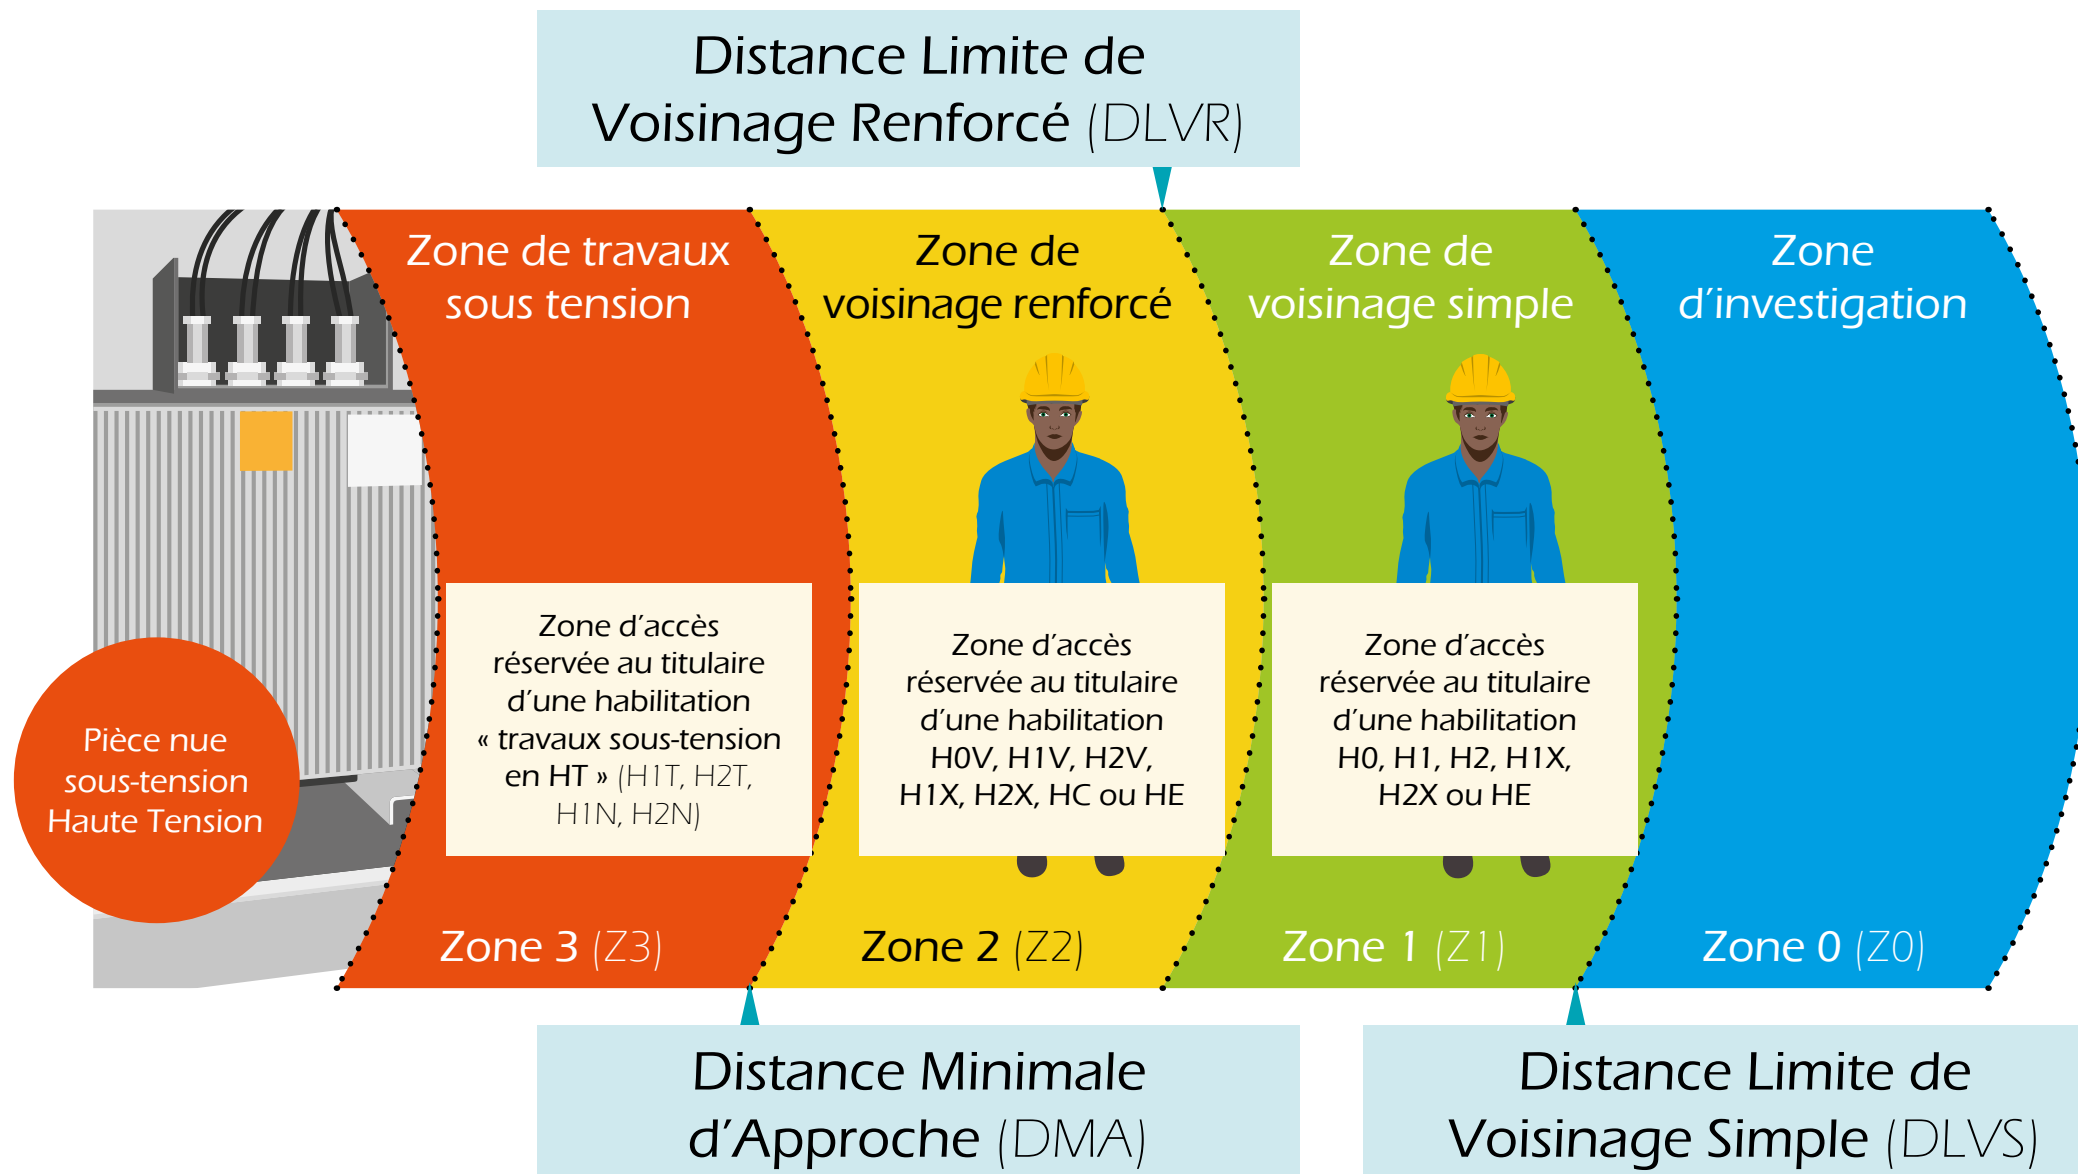 Distance Limite de
Voisinage Renforcé (DLVR)
Zone de travaux
sous tension
Zone de
voisinage renforcé
Zone de
voisinage simple
Zone
d’investigation
Pièce nue
sous-tension
Haute Tension
Zone d’accès
réservée au titulaire
d’une habilitation
« travaux sous-tension
en HT » (H1T, H2T,
H1N, H2N)
Zone d’accès
réservée au titulaire
d’une habilitation
H0V, H1V, H2V,
H1X, H2X, HC ou HE
Zone d’accès
réservée au titulaire
d’une habilitation
H0, H1, H2, H1X,
H2X ou HE
Zone 3 (Z3)
Zone 2 (Z2)
Zone 1 (Z1)
Zone 0 (Z0)
Distance Minimale
d’Approche (DMA)
Distance Limite de
Voisinage Simple (DLVS)